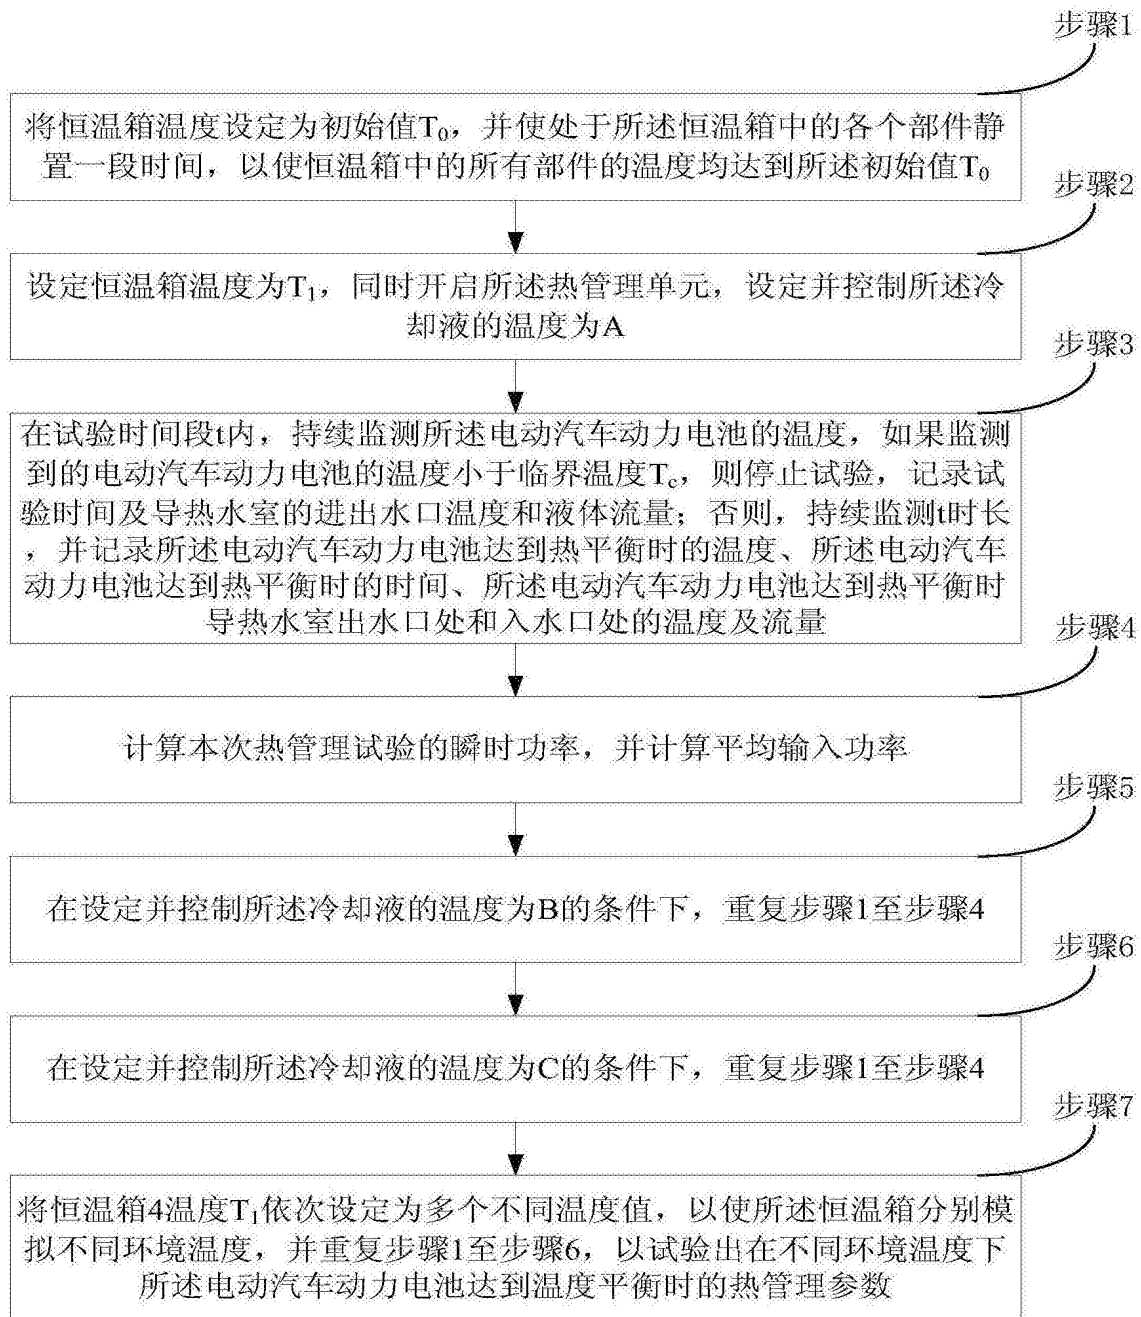 步骤1
将恒温箱温度设定为初始值T₀，并使处于所述恒温箱中的各个部件静
置一段时间，以使恒温箱中的所有部件的温度均达到所述初始值T₀
步骤2
设定恒温箱温度为T₁，同时开启所述热管理单元，设定并控制所述冷
却液的温度为A
步骤3
在试验时间段t内，持续监测所述电动汽车动力电池的温度，如果监测
到的电动汽车动力电池的温度小于临界温度Tc，则停止试验，记录试
验时间及导热水室的进出水口温度和液体流量；否则，持续监测t时长
，并记录所述电动汽车动力电池达到热平衡时的温度、所述电动汽车
动力电池达到热平衡时的时间、所述电动汽车动力电池达到热平衡时
导热水室出水口处和入水口处的温度及流量
步骤4
计算本次热管理试验的瞬时功率，并计算平均输入功率
步骤5
在设定并控制所述冷却液的温度为B的条件下，重复步骤1至步骤4
步骤6
在设定并控制所述冷却液的温度为C的条件下，重复步骤1至步骤4
步骤7
将恒温箱4温度T₁依次设定为多个不同温度值，以使所述恒温箱分别模
拟不同环境温度，并重复步骤1至步骤6，以试验出在不同环境温度下
所述电动汽车动力电池达到温度平衡时的热管理参数